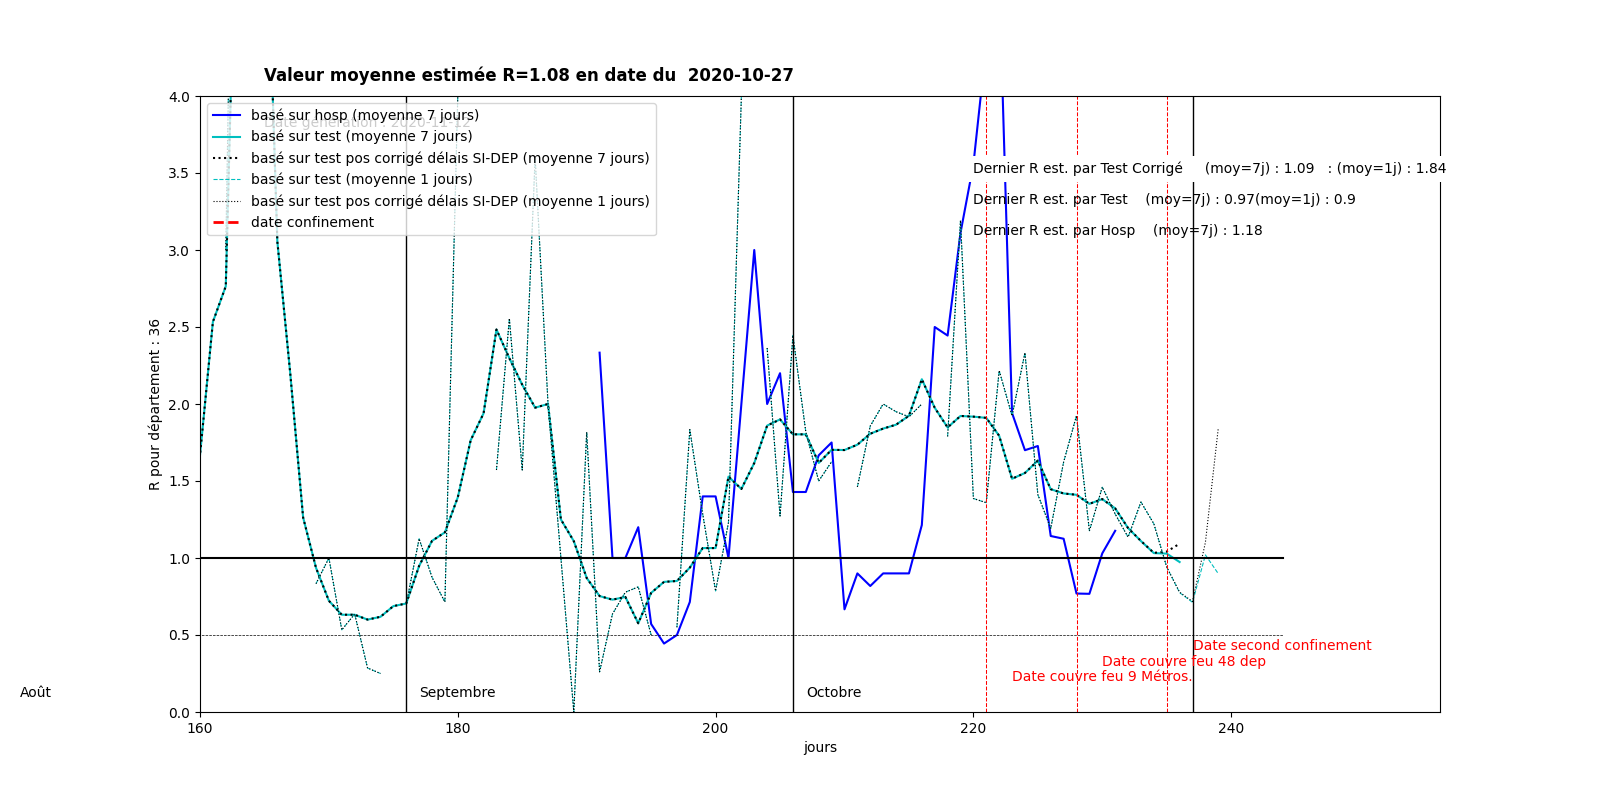 Valeur moyenne estimée R=1.08 en date du  2020-10-27
Date génération : 2020-11-12
basé sur hosp (moyenne 7 jours)
basé sur test (moyenne 7 jours)
basé sur test pos corrigé délais SI-DEP (moyenne 7 jours)
basé sur test (moyenne 1 jours)
basé sur test pos corrigé délais SI-DEP (moyenne 1 jours)
date confinement
Dernier R est. par Test Corrigé     (moy=7j) : 1.09   : (moy=1j) : 1.84
Dernier R est. par Test    (moy=7j) : 0.97(moy=1j) : 0.9
Dernier R est. par Hosp    (moy=7j) : 1.18
4.0
3.5
3.0
2.5
2.0
1.5
1.0
0.5
0.0
R pour département : 36
Date second confinement
Date couvre feu 48 dep
Date couvre feu 9 Métros.
Août
Septembre
Octobre
160
180
200
220
240
jours